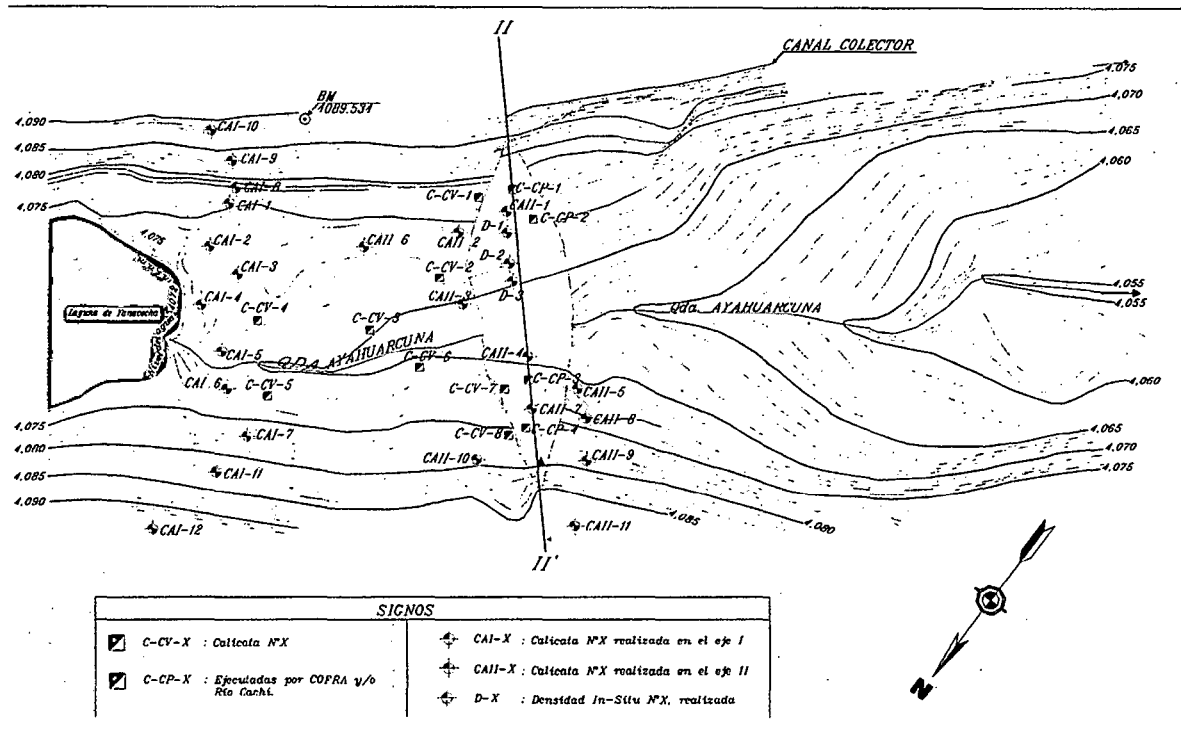 II
CANAL COLECTOR
BM
4089.531
4,090
4,085
4,080
4,075
4,075
4,070
4,065
4,060
CAI-10
CAI-9
CAI-8
CAI-1
CAI-2
CAI-3
CAI-4
CAI-5
CAI 6
CAI-7
CAI-11
CAI-12
4,075
Laguna de Yanacocha
C-CV-1
C-CP-1
CAII-1
C-CP-2
CAII 6
CAII 2
D-1
D-2
D-3
C-CV-2
CAII-3
C-CV-4
C-CV-3
QDA AYAHUARCUNA
C-CV-6
C-CV-5
CAII-4
C-CV-7
CAII-5
CAII-7
CAII-8
C-CV-8
C-CP-4
CAII-10
CAII-9
CAII-11
Qda. AYAHUARCUNA
4,055
4,055
4,060
4,065
4,070
4,075
4,080
4,085
4,075
4,080
4,085
4,090
II'
N
SIGNOS
C-CV-X : Calicata N°X
C-CP-X : Ejecutadas por COFRA y/o
Río Cachi.
CAI-X : Calicata N°X realizada en el eje I
CAII-X : Calicata N°X realizada en el eje II
D-X : Densidad In-Situ N°X, realizada